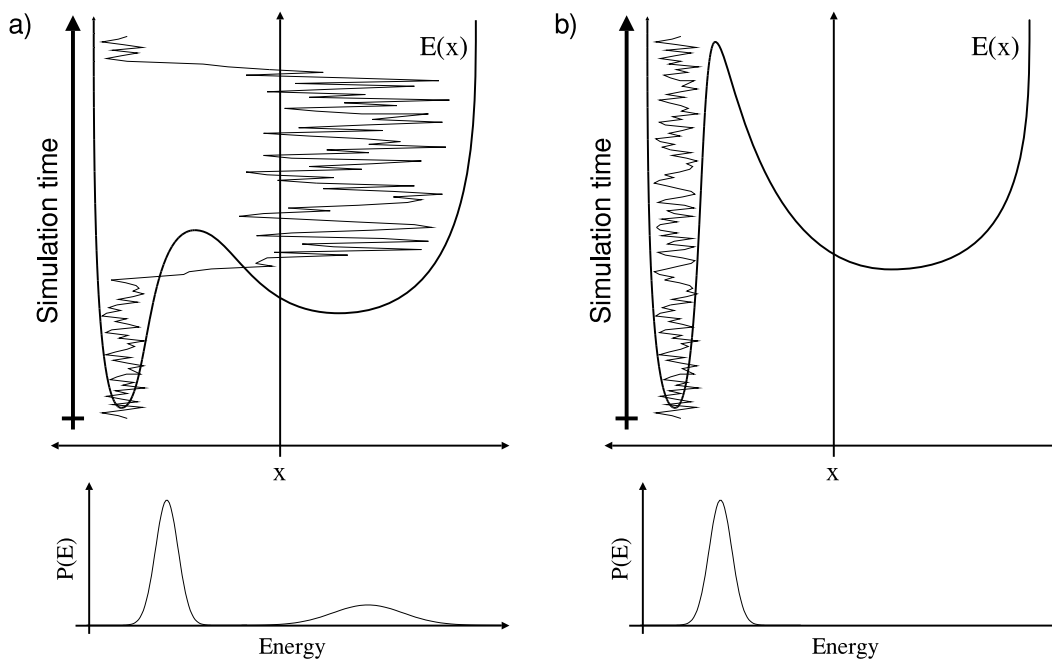 a)
E(x)
Simulation time
x
P(E)
Energy
b)
E(x)
Simulation time
x
P(E)
Energy